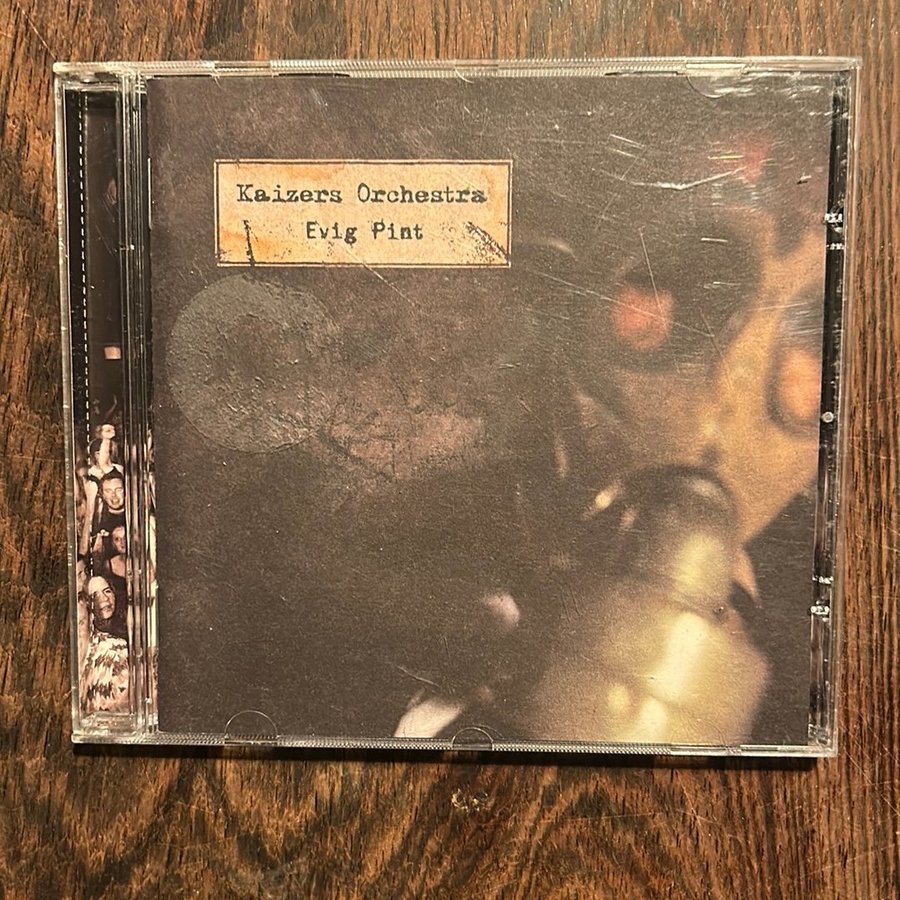 Kaizers Orchestra
Evig Pint